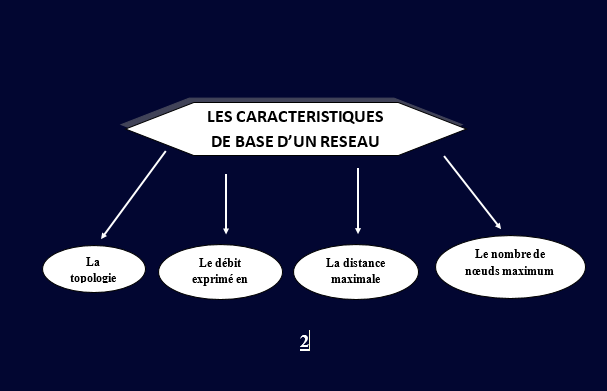 LES CARACTERISTIQUES
DE BASE D’UN RESEAU
La
topologie
Le débit
exprimé en
La distance
maximale
Le nombre de
nœuds maximum
2